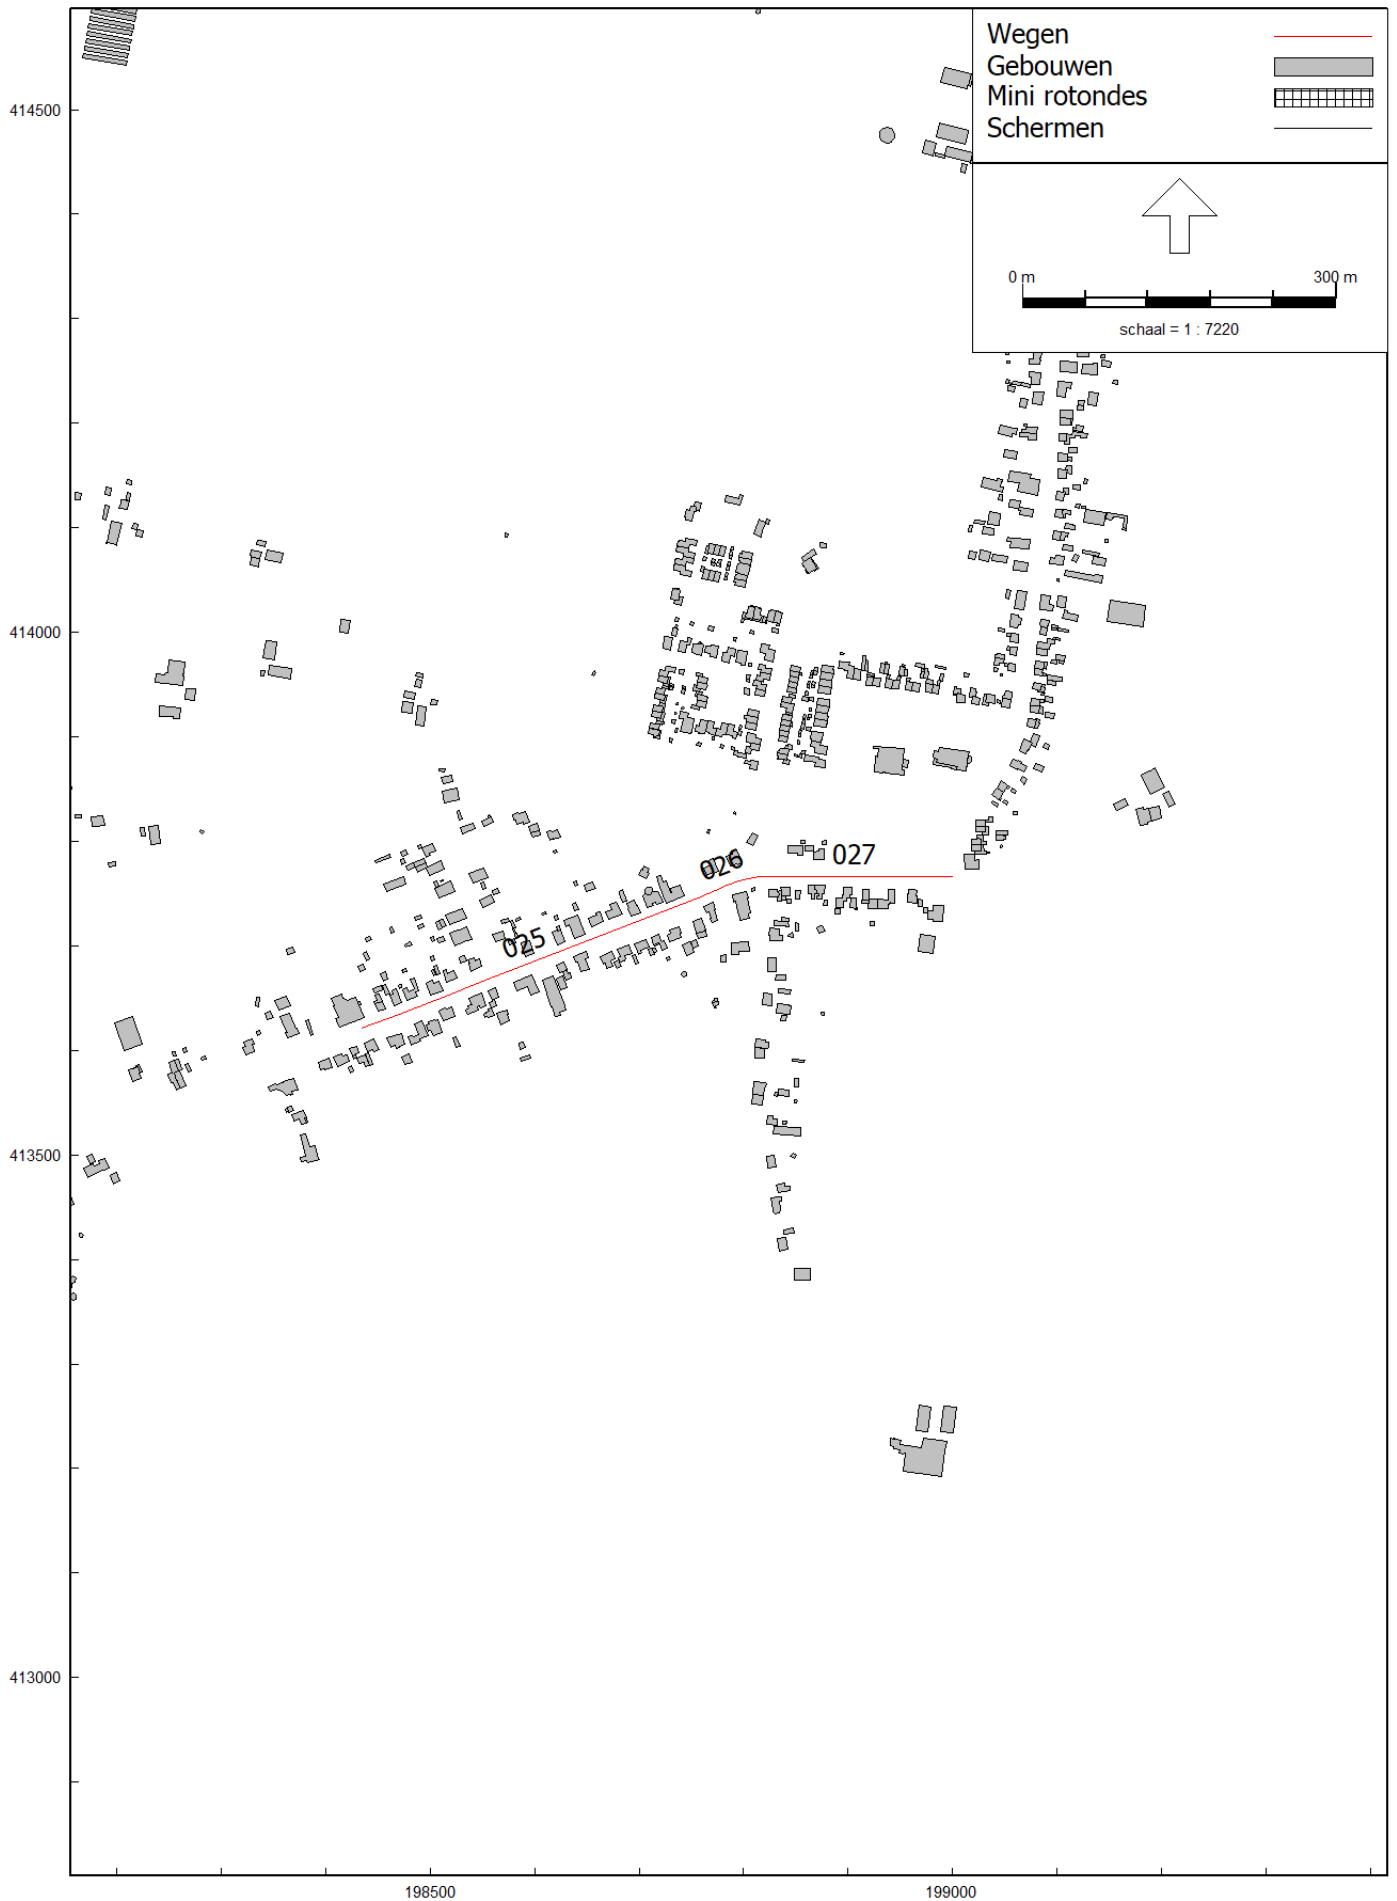 Wegen
Gebouwen
Mini rotondes
Schermen
0 m 300 m
schaal = 1 : 7220
414500
414000
027
026
025
413500
413000
198500 199000